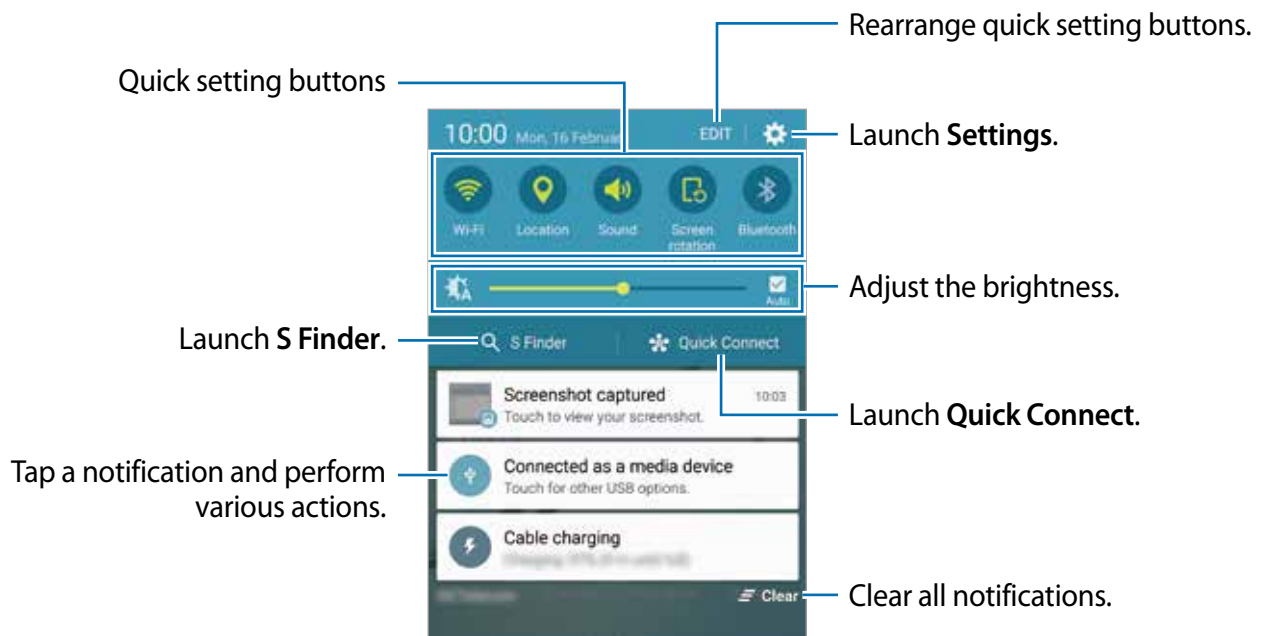 Rearrange quick setting buttons.
Quick setting buttons
10:00 Mon, 16 EDIT
Launch Settings.
Wi-Fi Location Sound Screen rotation Bluetooth
Adjust the brightness.
Auto
Launch S Finder.
S Finder Quick Connect
Screenshot captured 10:03
Touch to view your screenshot.
Launch Quick Connect.
Tap a notification and perform
various actions.
Connected as a media device
Touch for other USB options.
Cable charging
Clear
Clear all notifications.